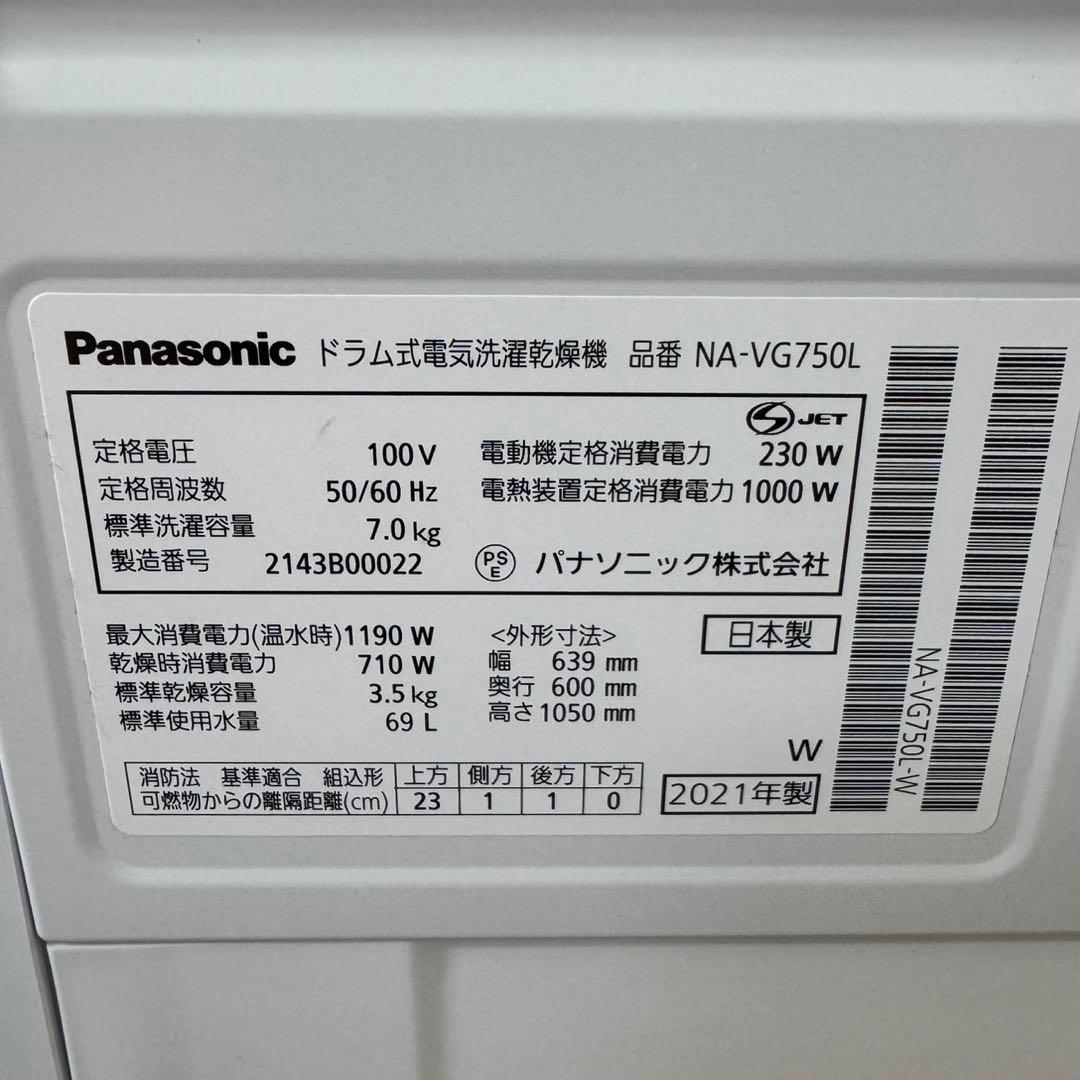 Panasonic ドラム式電気洗濯乾燥機 品番 NA-VG750L
S JET
定格電圧 100V 電動機定格消費電力 230 W
定格周波数 50/60 Hz 電熱装置定格消費電力 1000 W
標準洗濯容量 7.0 kg
製造番号 2143B00022 PSE パナソニック株式会社
最大消費電力(温水時) 1190 W <外形寸法> 日本製
乾燥時消費電力 710 W 幅 639 mm
標準乾燥容量 3.5 kg 奥行 600 mm
標準使用水量 69 L 高さ 1050 mm
W
消防法 基準適合 組込形 上方 側方 後方 下方
可燃物からの離隔距離(cm) 23 1 1 0
2021年製
NA-VG750L-W